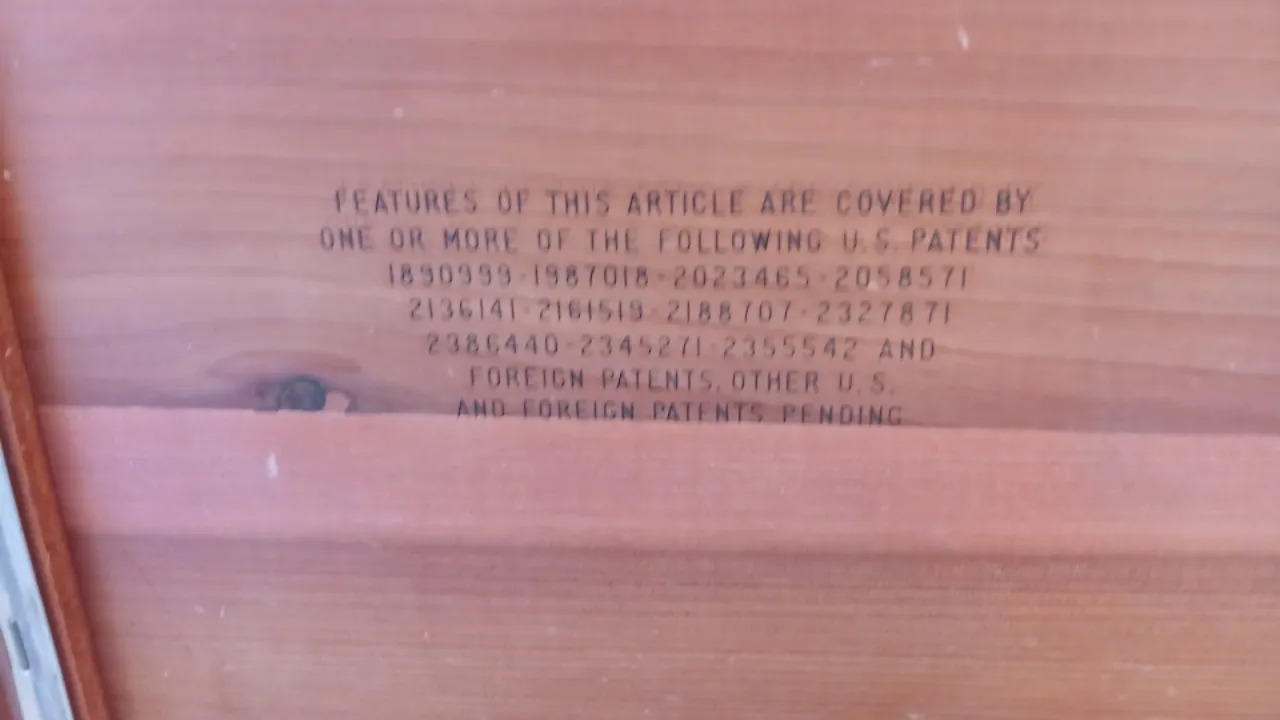 FEATURES OF THIS ARTICLE ARE COVERED BY
ONE OR MORE OF THE FOLLOWING U.S. PATENTS
1890999·1987018·2023465·2058571
2136141·2161519·2188707·2327871
2386440·2345271·2355542 AND
FOREIGN PATENTS, OTHER U.S.
AND FOREIGN PATENTS PENDING